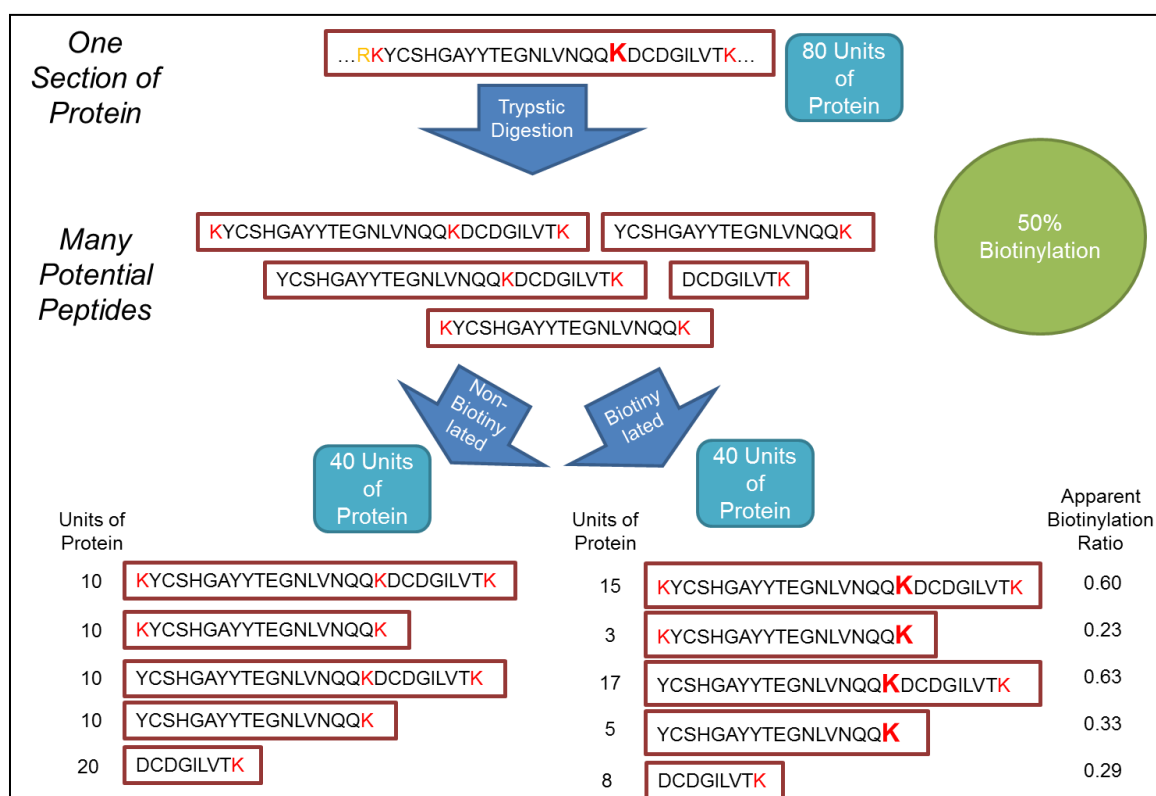 One
Section of
Protein
...RKYCSHGAYYTEGNLVNQQKDCDGILVTK...
80 Units
of
Protein
Trypstic
Digestion
Many
Potential
Peptides
KYCSHGAYYTEGNLVNQQKDCDGILVTK
YCSHGAYYTEGNLVNQQK
YCSHGAYYTEGNLVNQQKDCDGILVTK
DCDGILVTK
KYCSHGAYYTEGNLVNQQK
50%
Biotinylation
Non-
Biotiny
lated
Biotiny
lated
40 Units
of
Protein
40 Units
of
Protein
Units of
Protein
10 KYCSHGAYYTEGNLVNQQKDCDGILVTK
10 KYCSHGAYYTEGNLVNQQK
10 YCSHGAYYTEGNLVNQQKDCDGILVTK
10 YCSHGAYYTEGNLVNQQK
20 DCDGILVTK
Units of
Protein
Apparent
Biotinylation
Ratio
15 KYCSHGAYYTEGNLVNQQKDCDGILVTK 0.60
3 KYCSHGAYYTEGNLVNQQK 0.23
17 YCSHGAYYTEGNLVNQQKDCDGILVTK 0.63
5 YCSHGAYYTEGNLVNQQK 0.33
8 DCDGILVTK 0.29